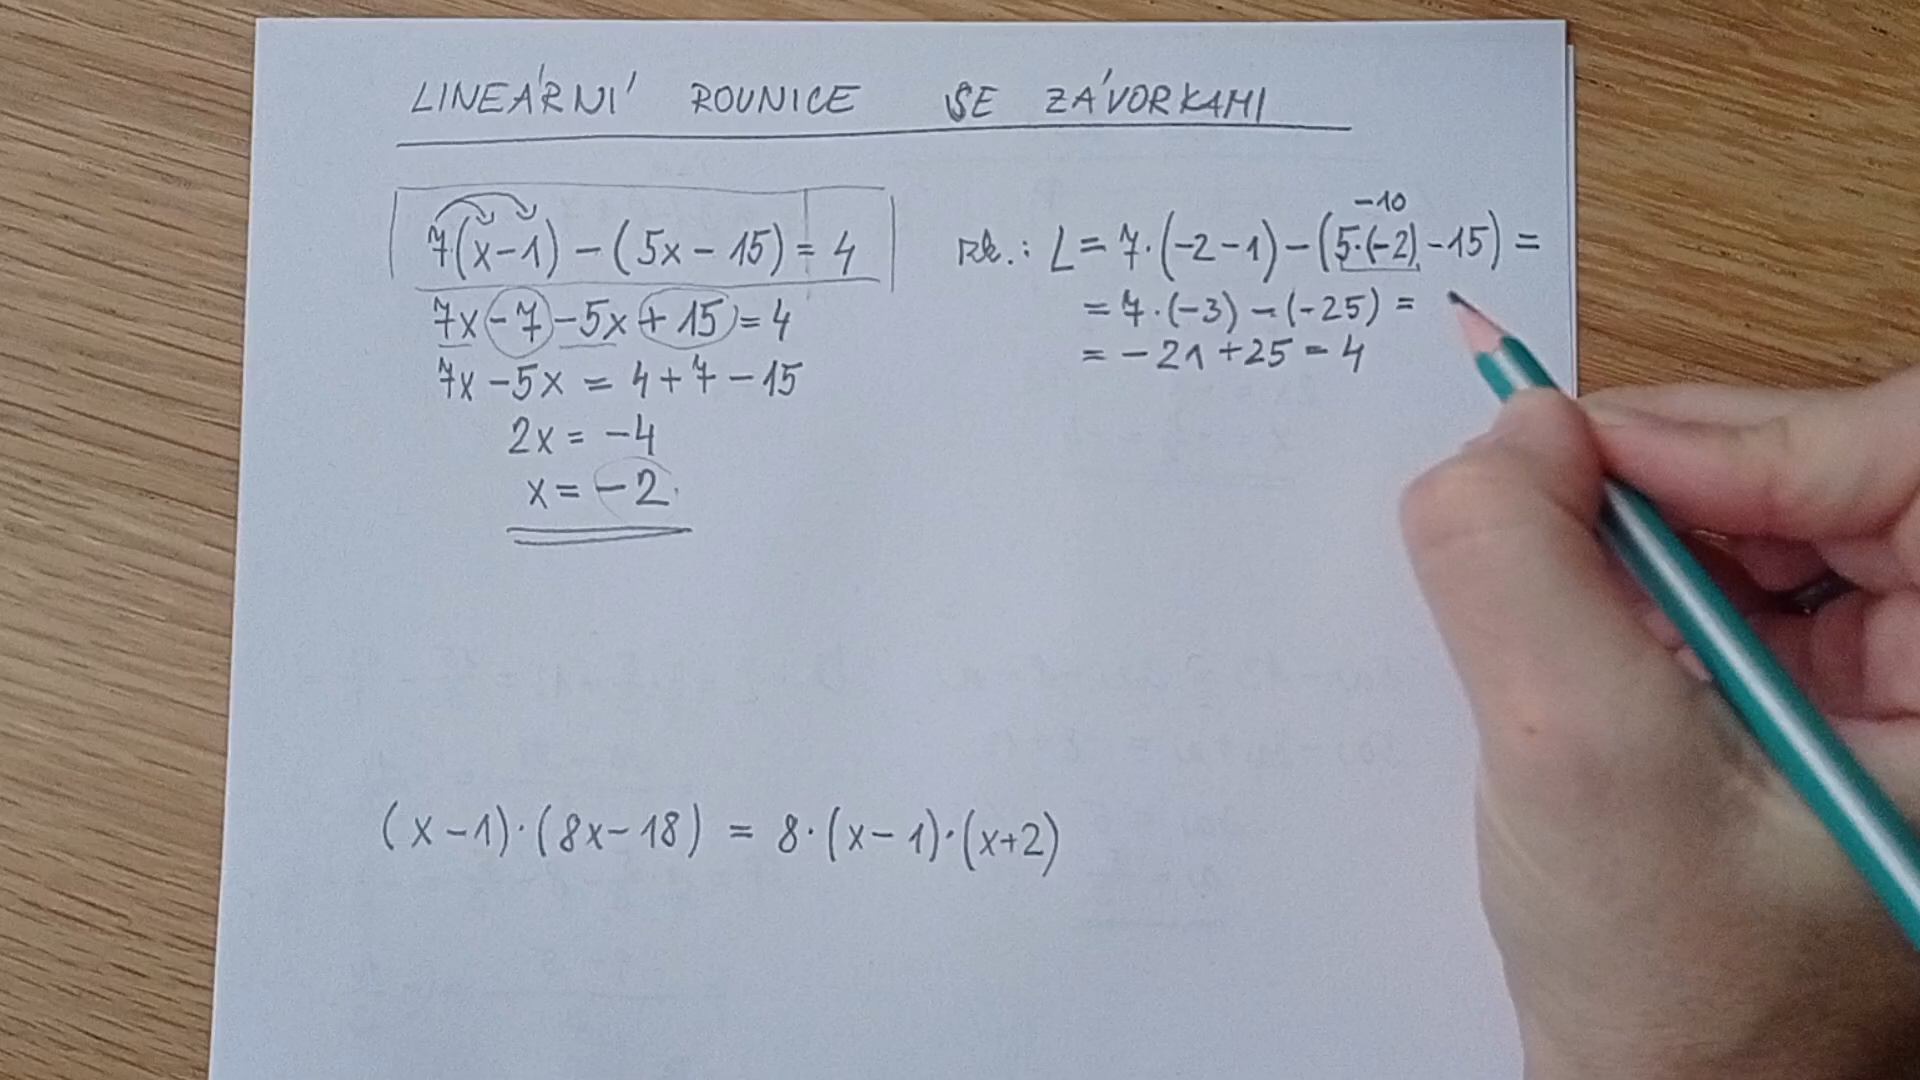 LINEÁRNÍ ROVNICE SE ZÁVORKAMI
7(x-1)-(5x-15)=4
7x-7-5x+15=4
7x-5x=4+7-15
2x=-4
x=-2
-10
Zk.: L=7·(-2-1)-(5·(-2)-15)=
=7·(-3)-(-25)=
=-21+25=4
(x-1)·(8x-18)=8·(x-1)·(x+2)